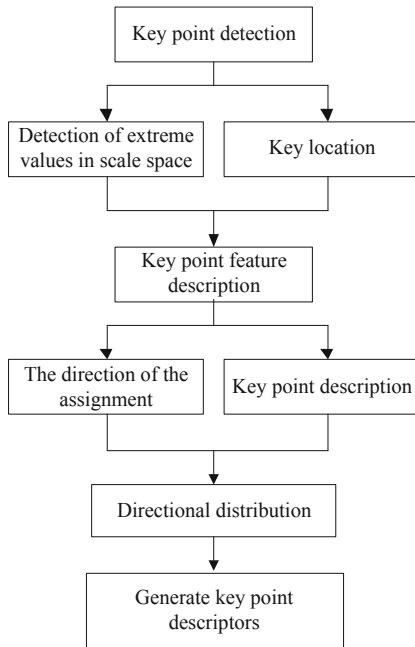 Key point detection
Detection of extreme
values in scale space
Key location
Key point feature
description
The direction of the
assignment
Key point description
Directional distribution
Generate key point
descriptors